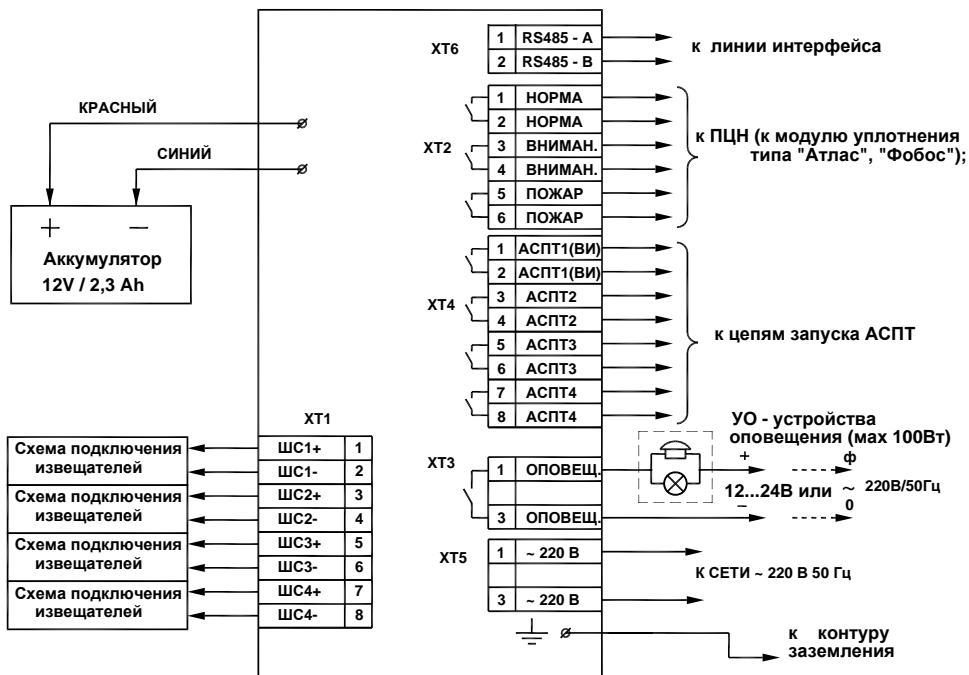 XT6
1 RS485 - A
2 RS485 - B
к линии интерфейса
КРАСНЫЙ
СИНИЙ
+ −
Аккумулятор
12V / 2,3 Ah
XT2
1 НОРМА
2 НОРМА
3 ВНИМАН.
4 ВНИМАН.
5 ПОЖАР
6 ПОЖАР
к ПЦН (к модулю уплотнения
типа "Атлас", "Фобос");
XT4
1 АСПТ1(ВИ)
2 АСПТ1(ВИ)
3 АСПТ2
4 АСПТ2
5 АСПТ3
6 АСПТ3
7 АСПТ4
8 АСПТ4
к цепям запуска АСПТ
XT1
ШС1+ 1
ШС1- 2
ШС2+ 3
ШС2- 4
ШС3+ 5
ШС3- 6
ШС4+ 7
ШС4- 8
Схема подключения
извещателей
Схема подключения
извещателей
Схема подключения
извещателей
Схема подключения
извещателей
XT3
1 ОПОВЕЩ.
3 ОПОВЕЩ.
УО - устройства
оповещения (мах 100Вт)
+ ф
12...24В или ~ 220В/50Гц
− 0
XT5
1 ~ 220 В
3 ~ 220 В
К СЕТИ ~ 220 В 50 Гц
к контуру
заземления